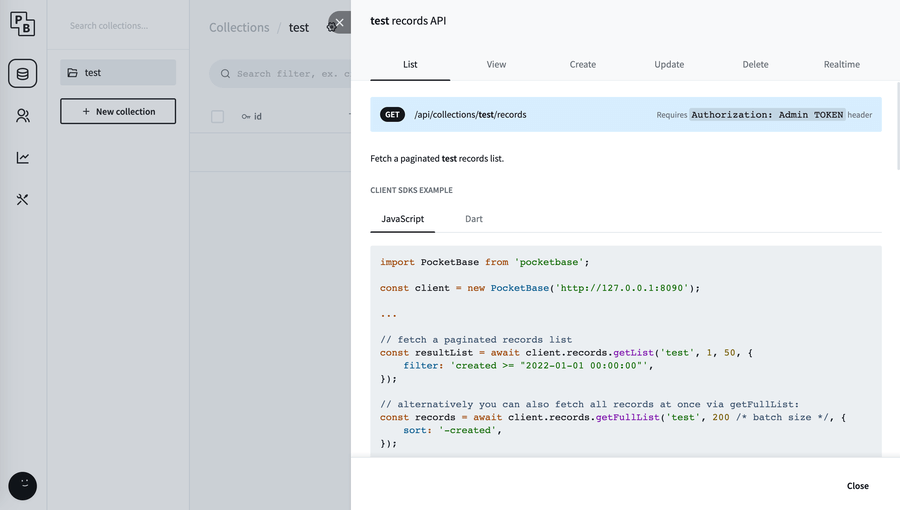 PB
Search collections...
test
+ New collection
Collections / test
Search filter, ex. c
id
test records API
List View Create Update Delete Realtime
GET /api/collections/test/records Requires Authorization: Admin TOKEN header
Fetch a paginated test records list.
CLIENT SDKS EXAMPLE
JavaScript Dart
import PocketBase from 'pocketbase';
const client = new PocketBase('http://127.0.0.1:8090');
...
// fetch a paginated records list
const resultList = await client.records.getList('test', 1, 50, {
    filter: 'created >= "2022-01-01 00:00:00"',
});
// alternatively you can also fetch all records at once via getFullList:
const records = await client.records.getFullList('test', 200 /* batch size */, {
    sort: '-created',
});
Close